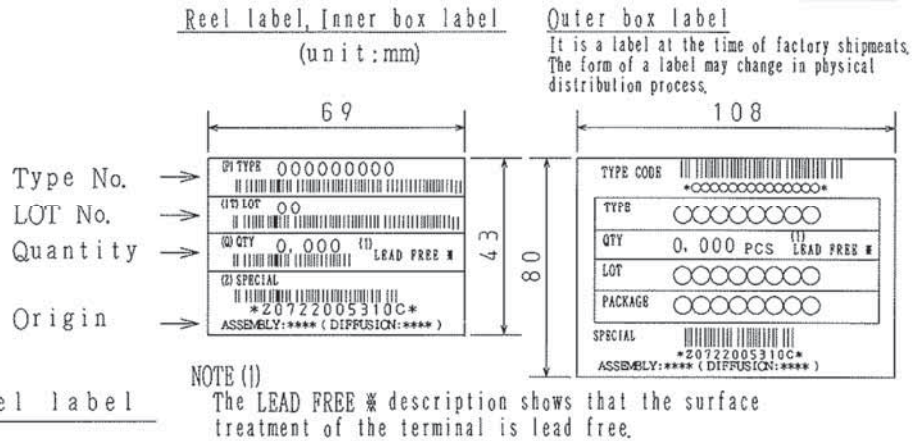 Reel label, Inner box label
(unit:mm)
Outer box label
It is a label at the time of factory shipments.
The form of a label may change in physical
distribution process.
69
108
Type No.
LOT No.
Quantity
Origin
(P) TYPE 000000000
(1T) LOT 00
(Q) QTY 0,000 (1) LEAD FREE ※
(Z) SPECIAL
*Z0722005310C*
ASSEMBLY:**** (DIFFUSION:****)
43
80
TYPE CODE
*○○○○○○○○○○○○○○*
TYPE ○○○○○○○○
QTY 0,000 PCS (1) LEAD FREE ※
LOT ○○○○○○○○
PACKAGE ○○○○○○○○
SPECIAL
*Z0722005310C*
ASSEMBLY:**** (DIFFUSION:****)
NOTE (1)
The LEAD FREE ※ description shows that the surface
treatment of the terminal is lead free.
el label